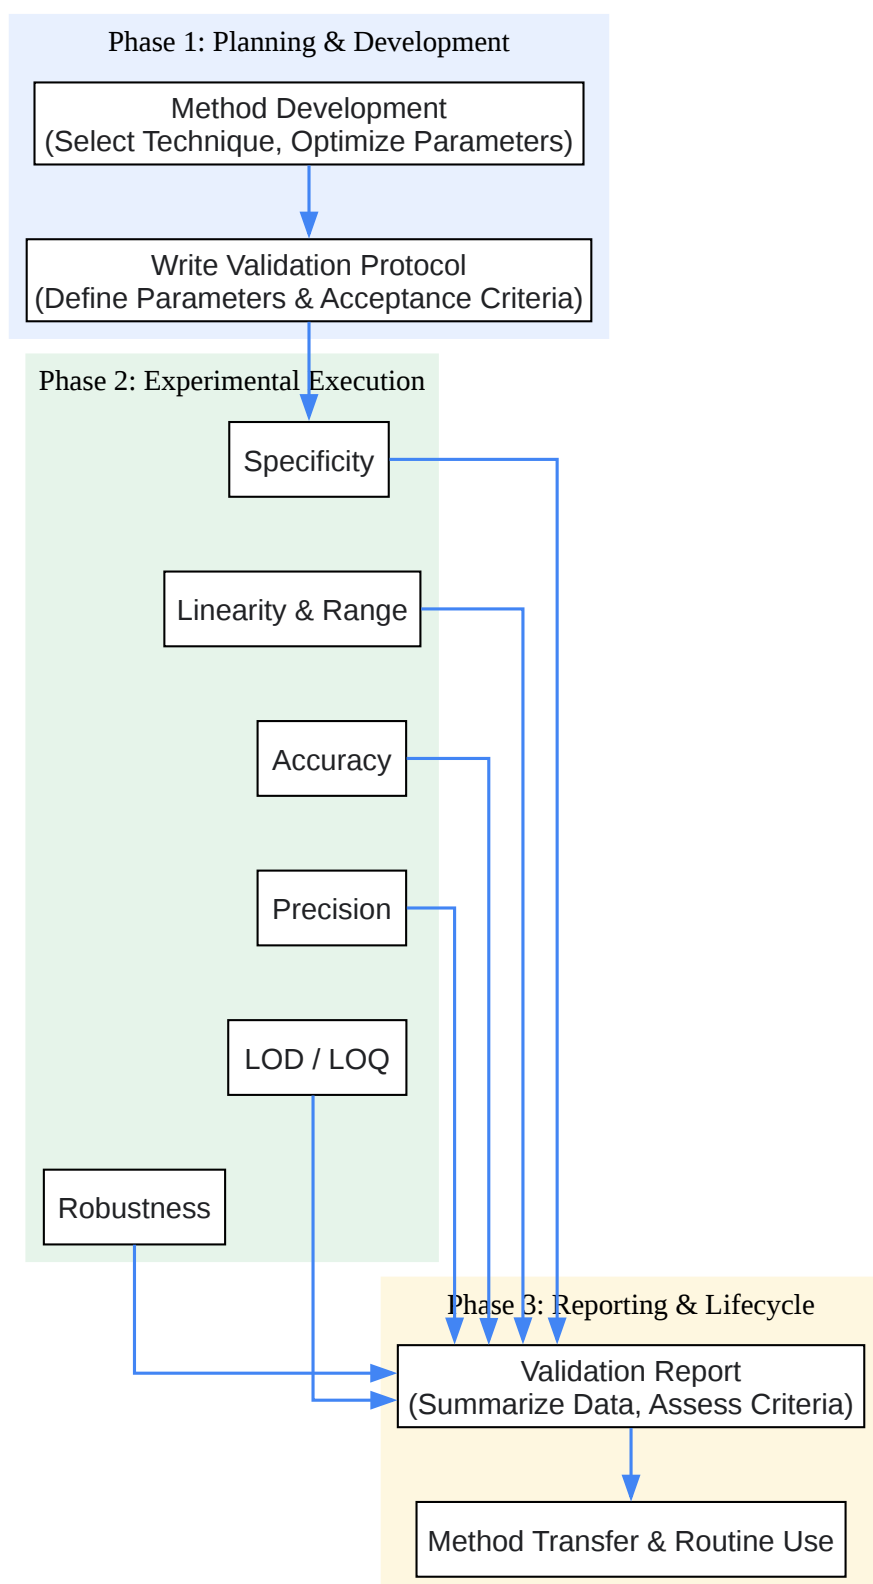 Phase 1: Planning & Development
Method Development
(Select Technique, Optimize Parameters)
Write Validation Protocol
(Define Parameters & Acceptance Criteria)
Phase 2: Experimental Execution
Specificity
Linearity & Range
Accuracy
Precision
LOD / LOQ
Robustness
Phase 3: Reporting & Lifecycle
Validation Report
(Summarize Data, Assess Criteria)
Method Transfer & Routine Use